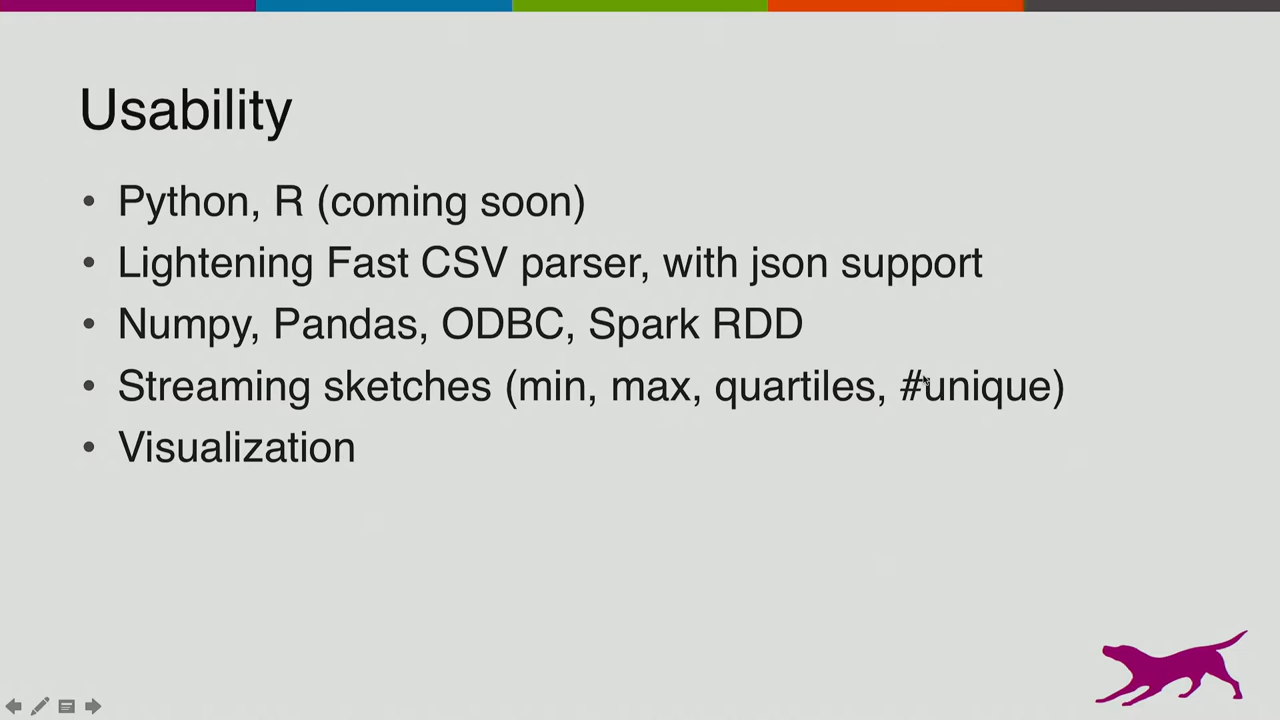 Usability
• Python, R (coming soon)
• Lightening Fast CSV parser, with json support
• Numpy, Pandas, ODBC, Spark RDD
• Streaming sketches (min, max, quartiles, #unique)
• Visualization